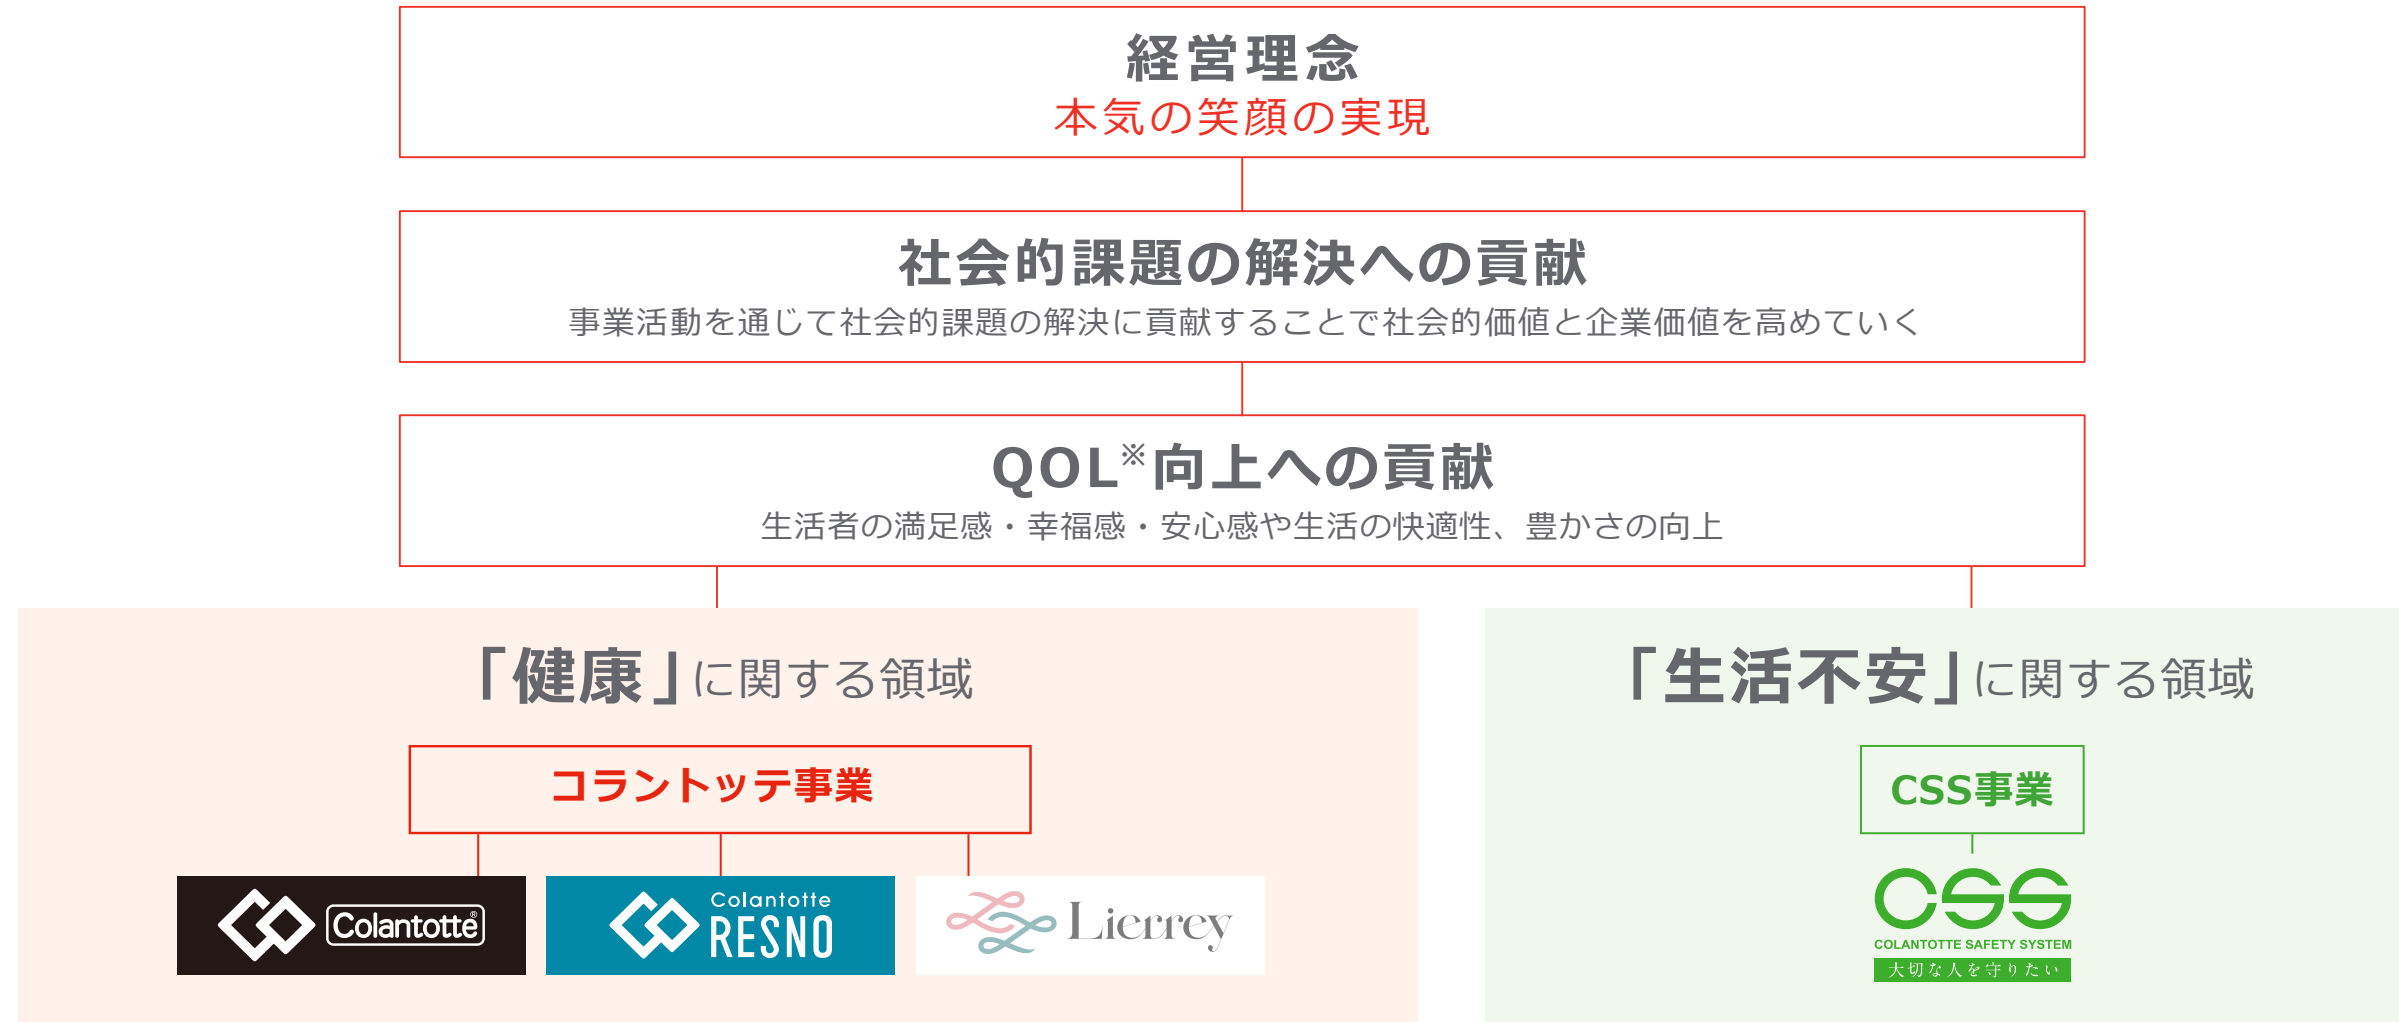 経営理念
本気の笑顔の実現
社会的課題の解決への貢献
事業活動を通じて社会的課題の解決に貢献することで社会的価値と企業価値を高めていく
QOL※向上への貢献
生活者の満足感・幸福感・安心感や生活の快適性、豊かさの向上
「健康」に関する領域
コラントッテ事業
Colantotte®
Colantotte
RESNO
Lierrey
「生活不安」に関する領域
CSS事業
CSS
COLANTOTTE SAFETY SYSTEM
大切な人を守りたい